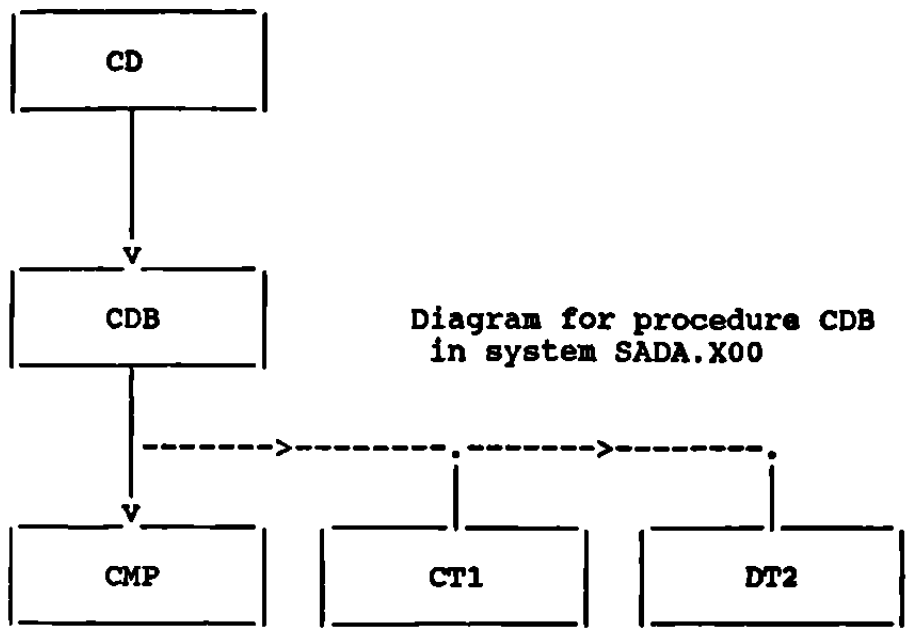 CD
CDB
Diagram for procedure CDB
in system SADA.X00
CMP
CT1
DT2